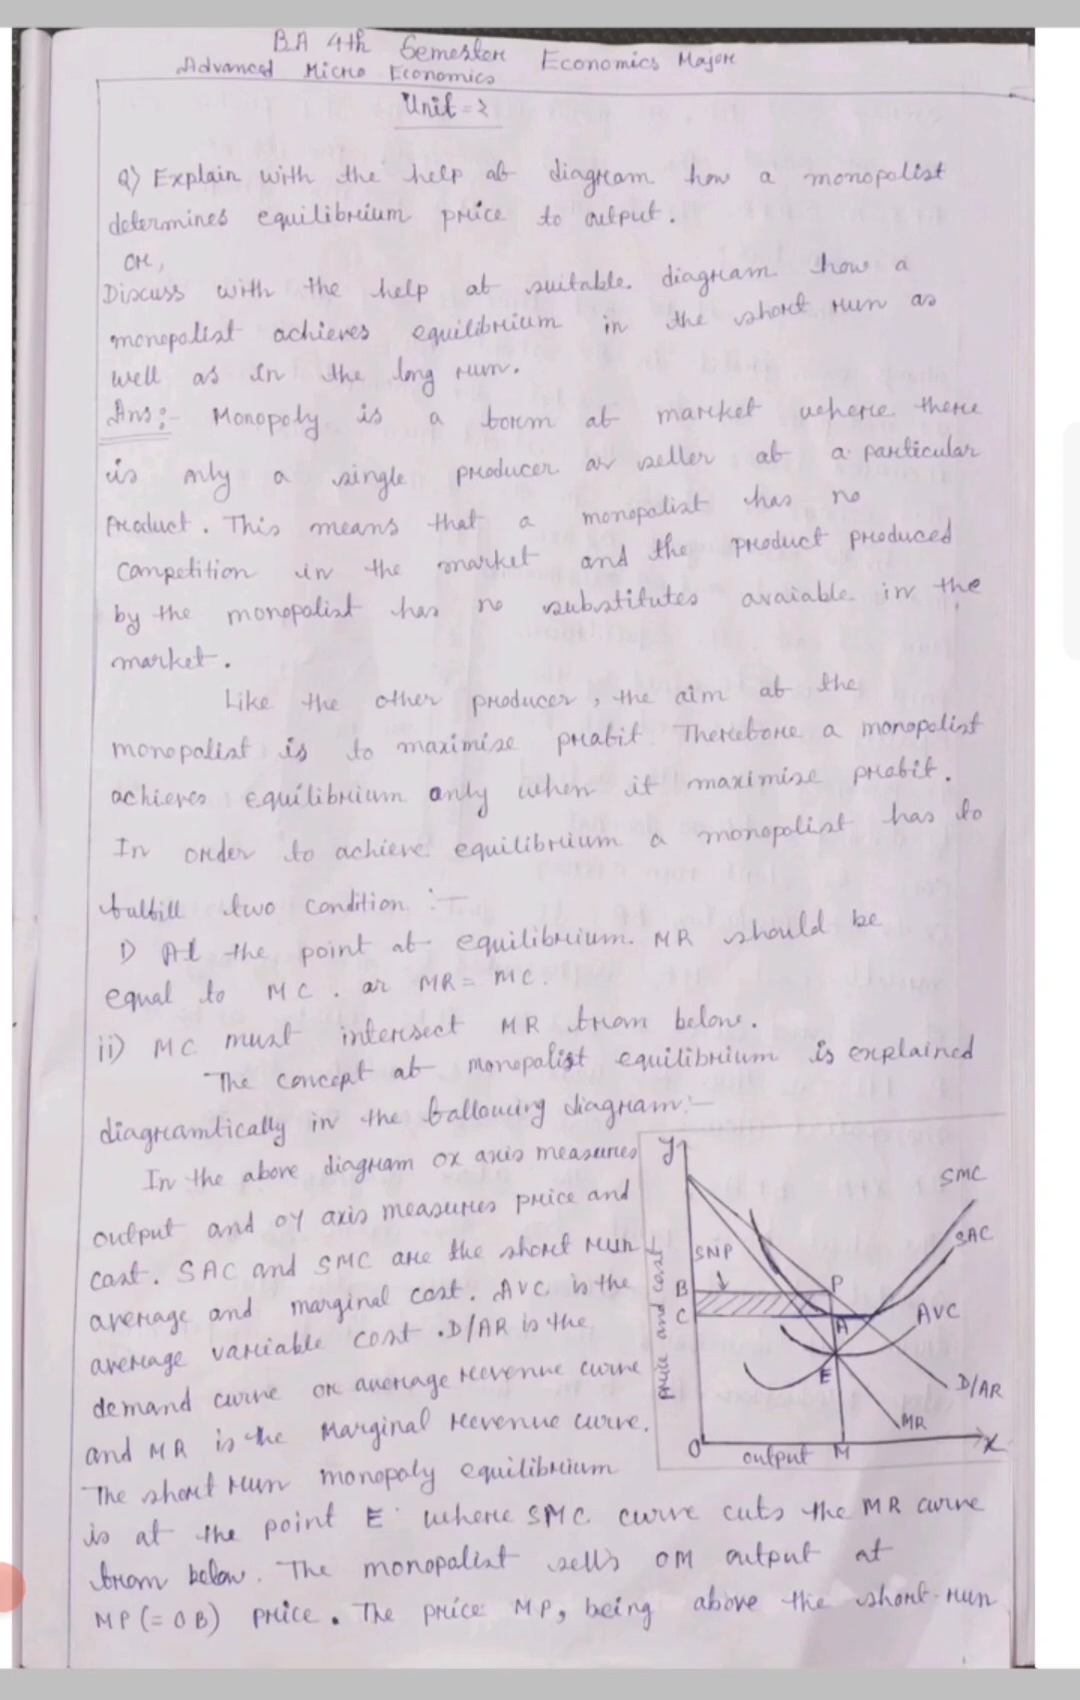 BA 4th Semester Economics Major
Advanced Micro Economics
Unit = 2
Q) Explain with the help of diagram how a monopolist
determines equilibrium price to output.
OR,
Discuss with the help of suitable diagram how a
monopolist achieves equilibrium in the short run as
well as in the long run.
Ans:- Monopoly is a form of market where there
is only a single producer or seller of a particular
Product. This means that a monopolist has no
Competition in the market and the product produced
by the monopolist has no substitutes avaiable in the
market.
Like the other producer, the aim of the
monopolist is to maximise profit Therefore a monopolist
achieves equilibrium only when it maximise profit.
In order to achieve equilibrium a monopolist has to
fulfill two condition :-
I) At the point of equilibrium. MR should be
equal to MC. or MR = MC.
ii) MC must intersect MR from below.
The concept of monopolist equilibrium is explained
diagramtically in the following diagram:-
In the above diagram OX axis measures
output and OY axis measures price and
cost. SAC and SMC are the short run
average and marginal cost. AVC is the
average variable cost. D/AR is the
demand curve or average revenue curve
and MR is the Marginal revenue curve.
The short run monopoly equilibrium
is at the point E where SMC curve cuts the MR curve
from below. The monopolist sells OM output at
MP (= OB) price. The price MP, being above the short-run
Y
SMC
SAC
SNP
B
P
C
A
AVC
E
D/AR
MR
price and cost
O
output
M
X